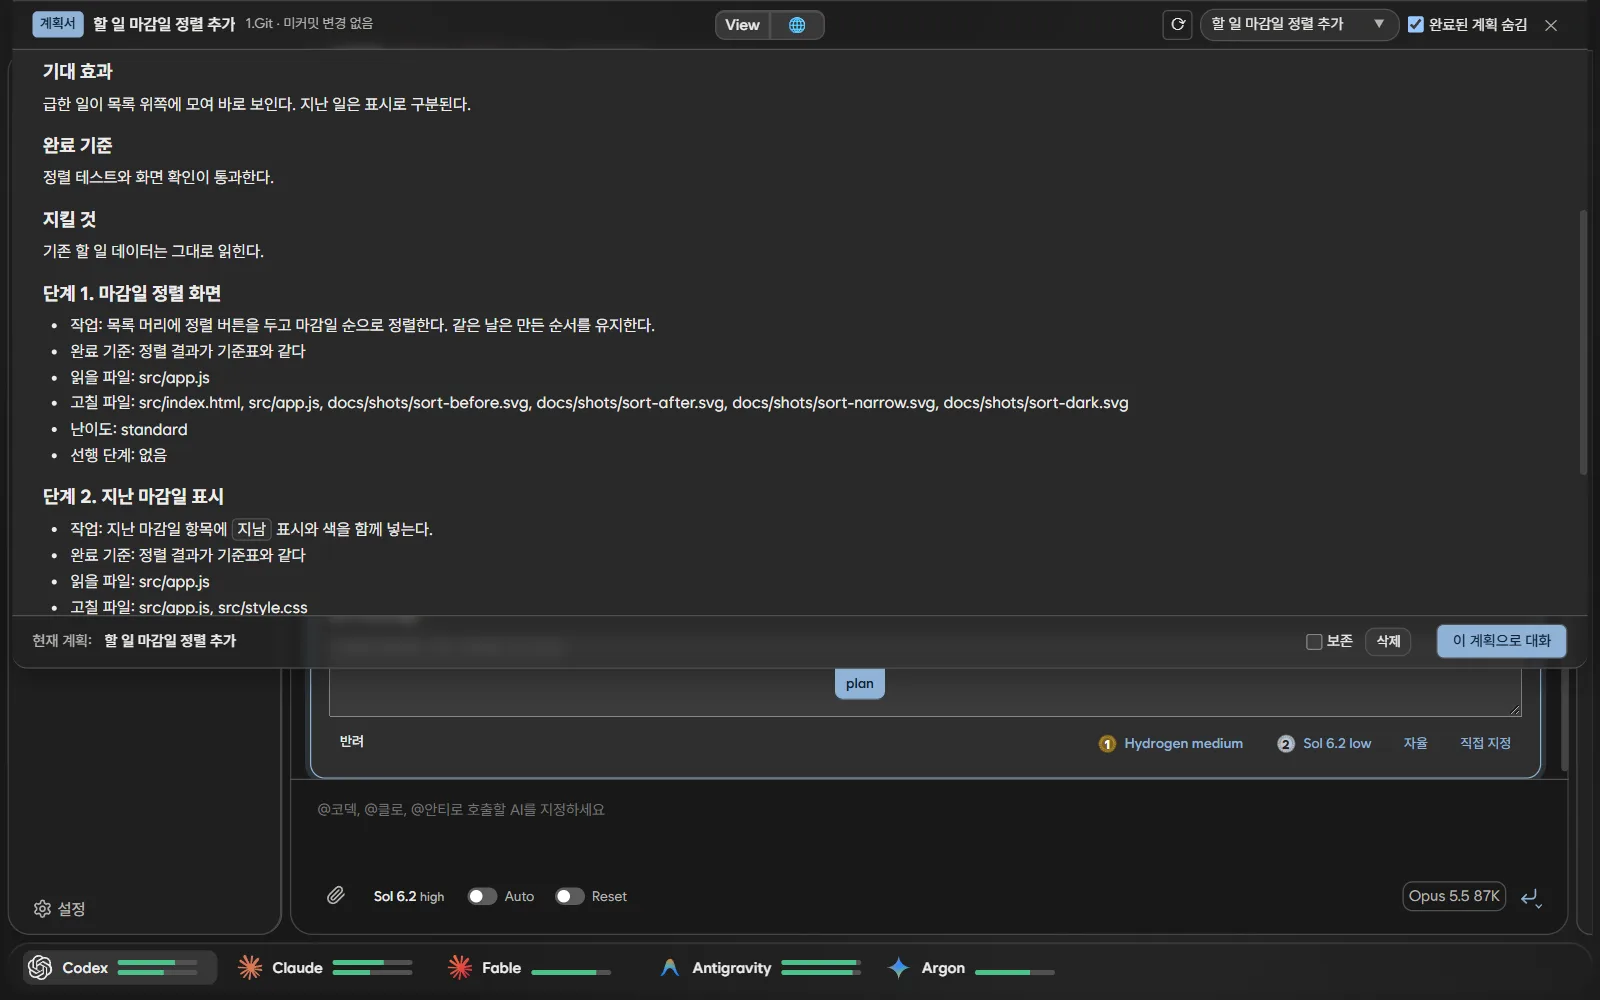 계획서 할 일 마감일 정렬 추가 1.Git · 미커밋 변경 없음 View 할 일 마감일 정렬 추가 ▼ 완료된 계획 숨김
기대 효과
급한 일이 목록 위쪽에 모여 바로 보인다. 지난 일은 표시로 구분된다.
완료 기준
정렬 테스트와 화면 확인이 통과한다.
지킬 것
기존 할 일 데이터는 그대로 읽힌다.
단계 1. 마감일 정렬 화면
• 작업: 목록 머리에 정렬 버튼을 두고 마감일 순으로 정렬한다. 같은 날은 만든 순서를 유지한다.
• 완료 기준: 정렬 결과가 기준표와 같다
• 읽을 파일: src/app.js
• 고칠 파일: src/index.html, src/app.js, docs/shots/sort-before.svg, docs/shots/sort-after.svg, docs/shots/sort-narrow.svg, docs/shots/sort-dark.svg
• 난이도: standard
• 선행 단계: 없음
단계 2. 지난 마감일 표시
• 작업: 지난 마감일 항목에 지남 표시와 색을 함께 넣는다.
• 완료 기준: 정렬 결과가 기준표와 같다
• 읽을 파일: src/app.js
• 고칠 파일: src/app.js, src/style.css
현재 계획: 할 일 마감일 정렬 추가 보존 삭제 이 계획으로 대화
plan
반려 1 Hydrogen medium 2 Sol 6.2 low 자율 직접 지정
@코덱, @클로, @안티로 호출할 AI를 지정하세요
Sol 6.2 high Auto Reset Opus 5.5 87K
설정
Codex Claude Fable Antigravity Argon